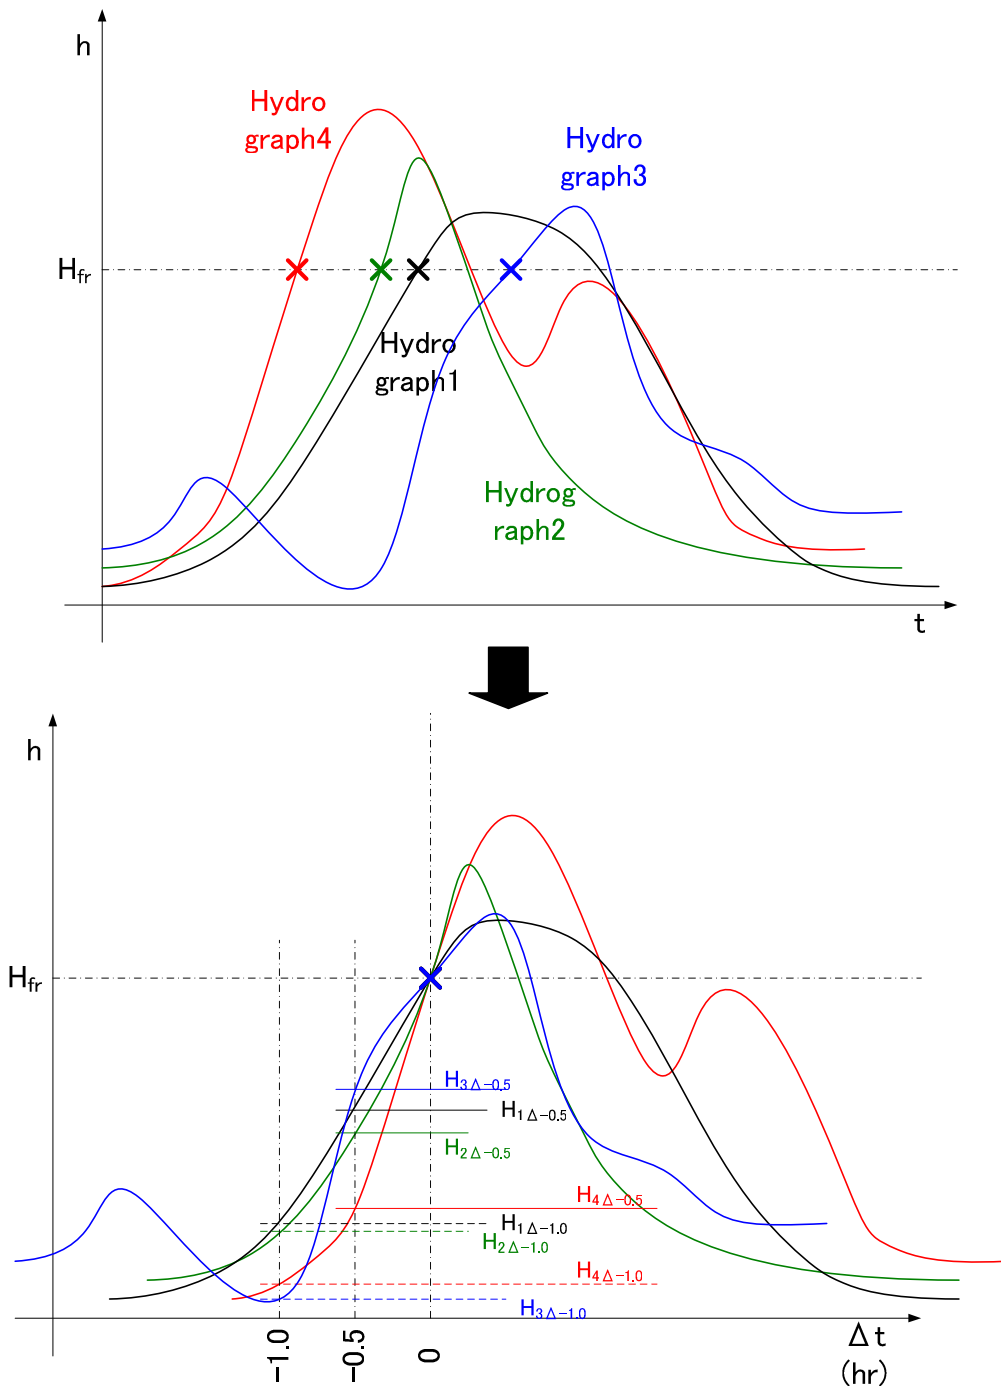 h
Hydro
graph4
Hydro
graph3
Hfr
Hydro
graph1
Hydrog
raph2
t
h
Hfr
H3Δ−0.5
H1Δ−0.5
H2Δ−0.5
H4Δ−0.5
H1Δ−1.0
H2Δ−1.0
H4Δ−1.0
H3Δ−1.0
−1.0
−0.5
0
Δt
(hr)